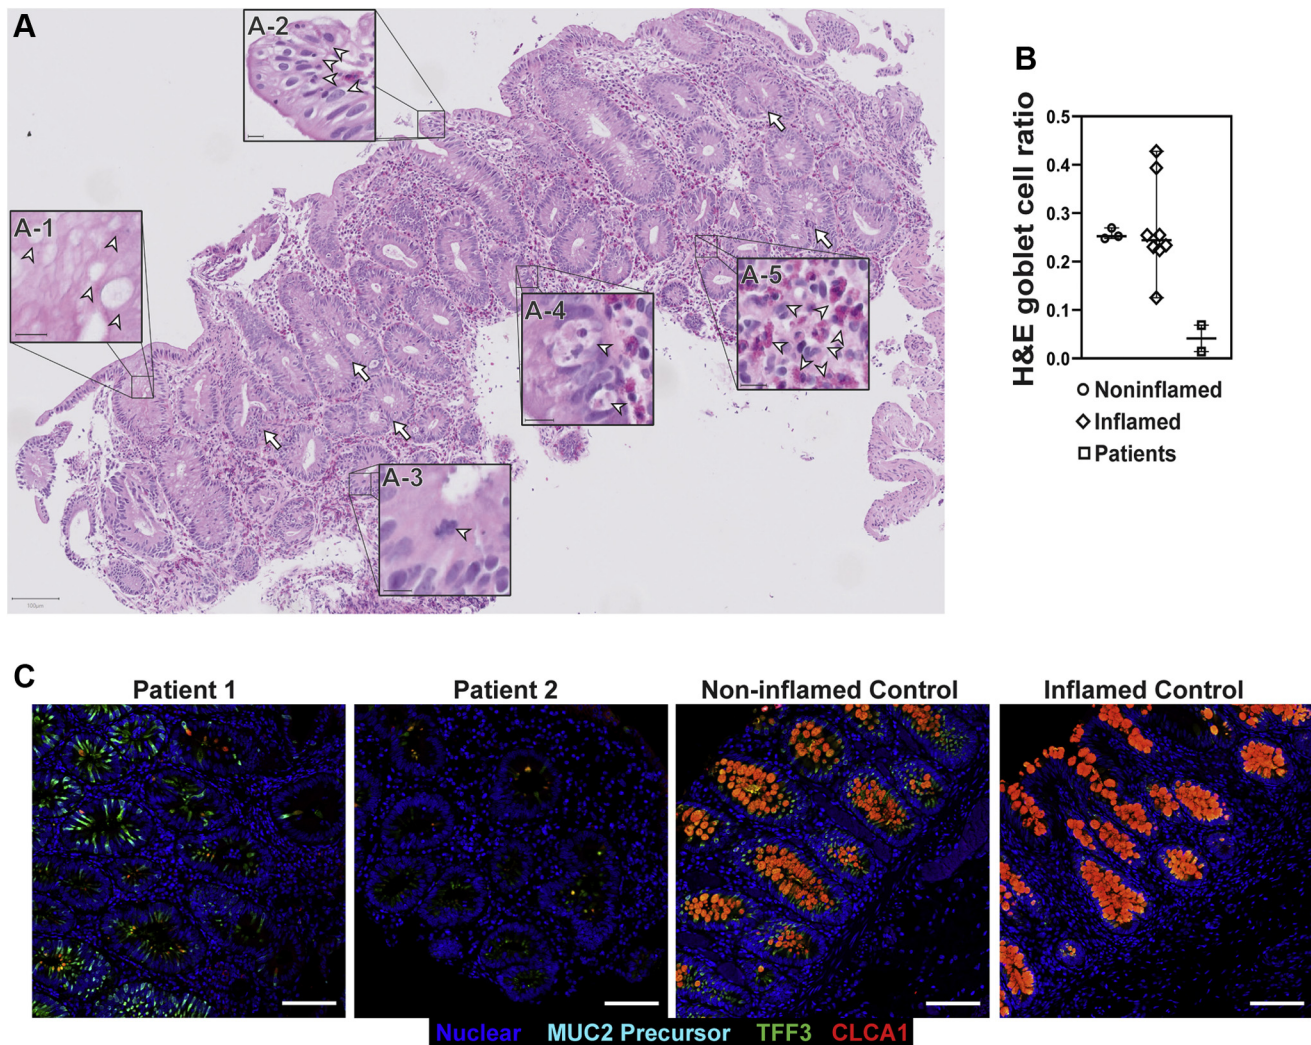 A
A-2
A-1
A-5
A-4
A-3
100µm
B
H&E goblet cell ratio
0.5
0.4
0.3
0.2
0.1
0.0
Noninflamed
Inflamed
Patients
C
Patient 1
Patient 2
Non-inflamed Control
Inflamed Control
Nuclear MUC2 Precursor TFF3 CLCA1